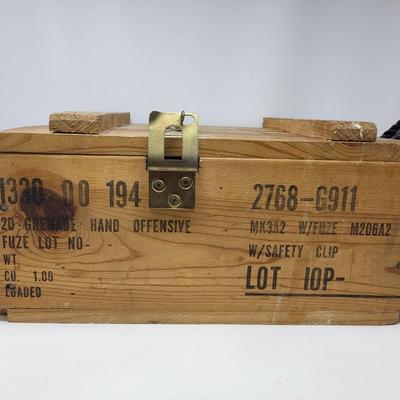 1330 00 194 2768-G911
20-GRENADE HAND OFFENSIVE MK3A2 W/FUZE M206A2
FUZE LOT NO- W/SAFETY CLIP
WT.
CU 1.06 LOT IOP-
LOADED